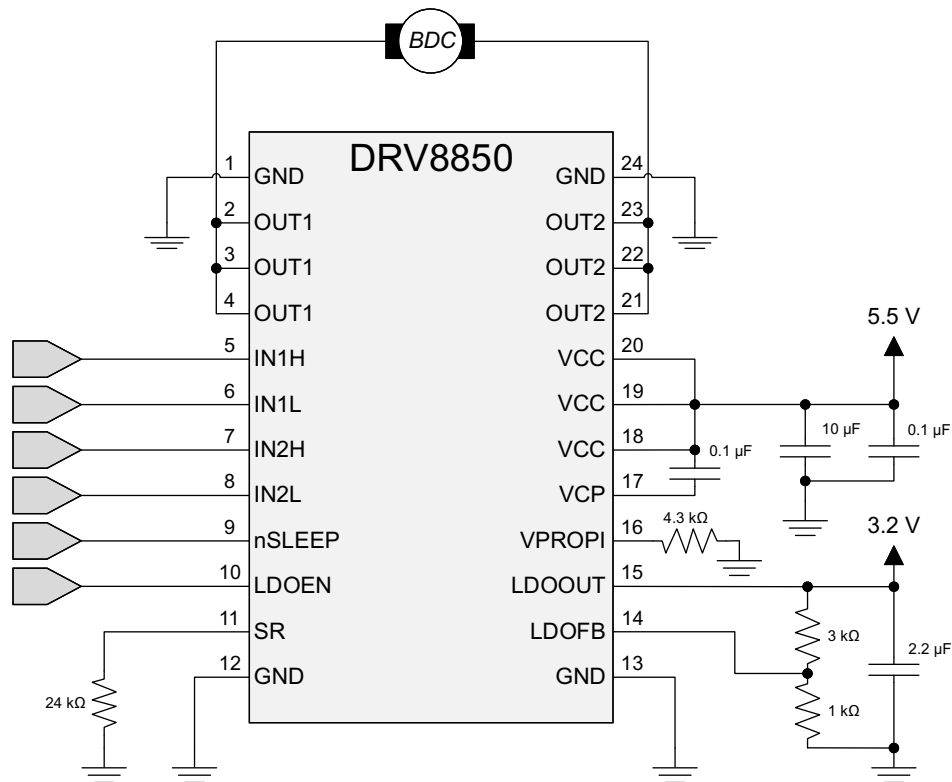 BDC
DRV8850
1 GND
2 OUT1
3 OUT1
4 OUT1
5 IN1H
6 IN1L
7 IN2H
8 IN2L
9 nSLEEP
10 LDOEN
11 SR
12 GND
24 kΩ
GND 24
OUT2 23
OUT2 22
OUT2 21
VCC 20
VCC 19
VCC 18
VCP 17
VPROPI 16
LDOOUT 15
LDOFB 14
GND 13
5.5 V
0.1 µF
10 µF
0.1 µF
4.3 kΩ
3.2 V
3 kΩ
2.2 µF
1 kΩ